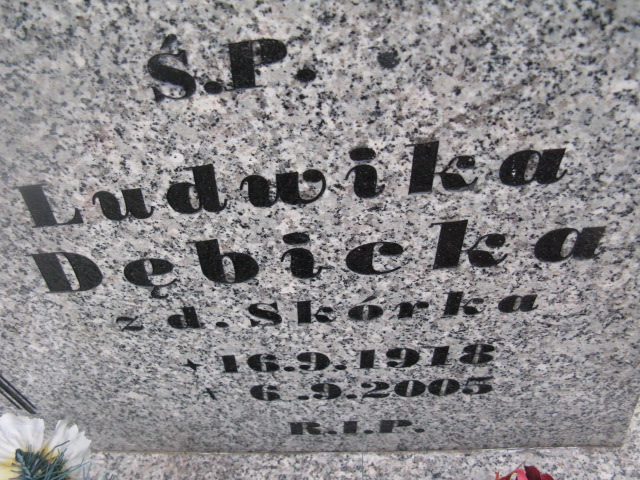 Ś.P.
Ludwika
Dębicka
z d. Skórka
16.9.1918
6.9.2005
R.I.P.